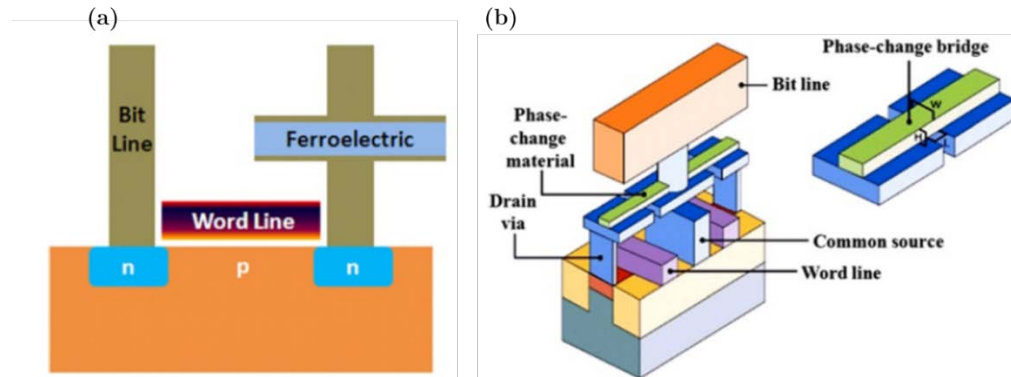 (a)
Bit
Line
Ferroelectric
Word Line
n
p
n
(b)
Phase-change bridge
Bit line
Phase-
change
material
Drain
via
Common source
Word line
W
H
L